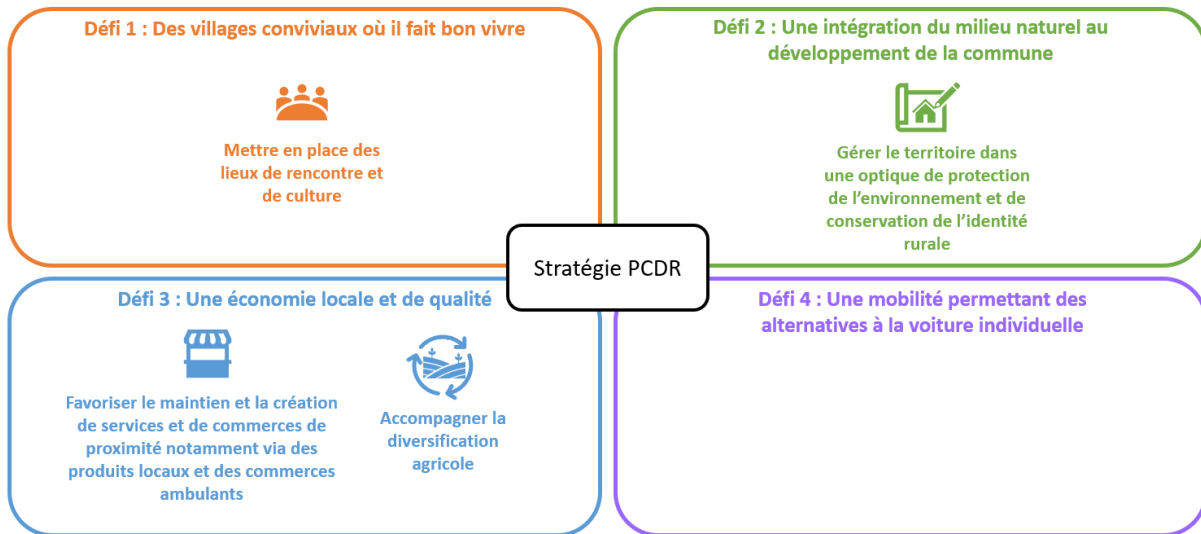 Défi 1 : Des villages conviviaux où il fait bon vivre
Mettre en place des
lieux de rencontre et
de culture
Défi 2 : Une intégration du milieu naturel au
développement de la commune
Gérer le territoire dans
une optique de protection
de l’environnement et de
conservation de l’identité
rurale
Stratégie PCDR
Défi 3 : Une économie locale et de qualité
Favoriser le maintien et la création
de services et de commerces de
proximité notamment via des
produits locaux et des commerces
ambulants
Accompagner la
diversification
agricole
Défi 4 : Une mobilité permettant des
alternatives à la voiture individuelle